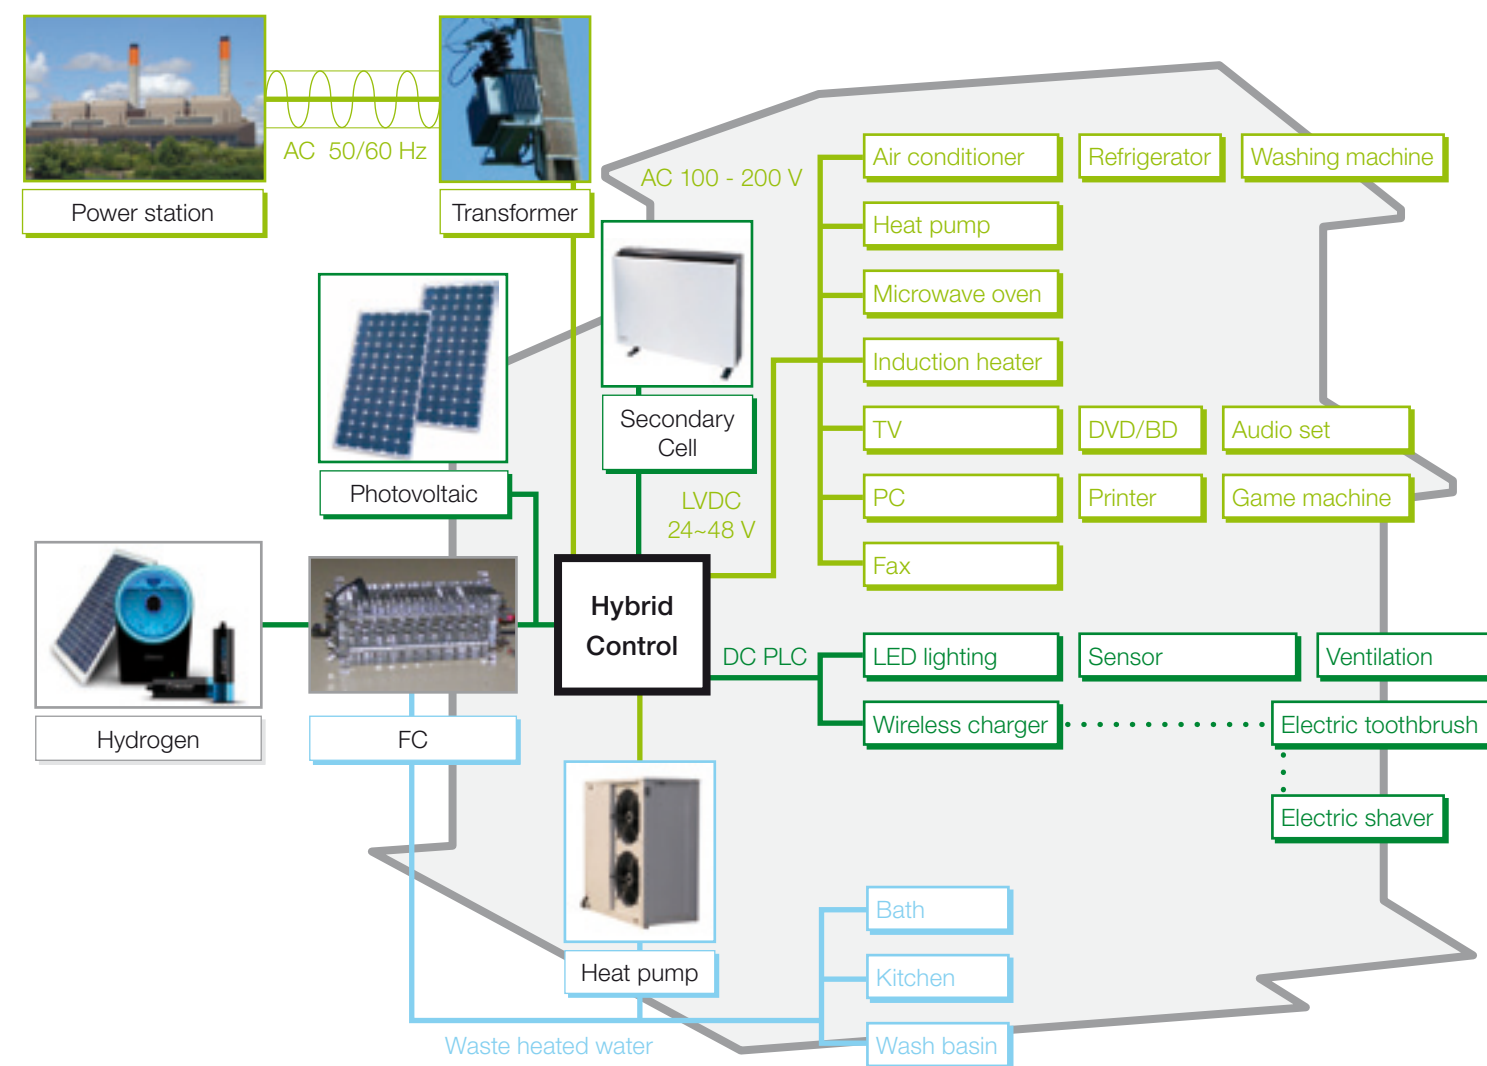 AC 50/60 Hz
Power station
Transformer
AC 100 - 200 V
Air conditioner
Refrigerator
Washing machine
Heat pump
Microwave oven
Induction heater
TV
DVD/BD
Audio set
PC
Printer
Game machine
Fax
Secondary
Cell
Photovoltaic
LVDC
24~48 V
Hybrid
Control
DC PLC
LED lighting
Sensor
Ventilation
Wireless charger
Electric toothbrush
Electric shaver
Hydrogen
FC
Heat pump
Bath
Kitchen
Wash basin
Waste heated water